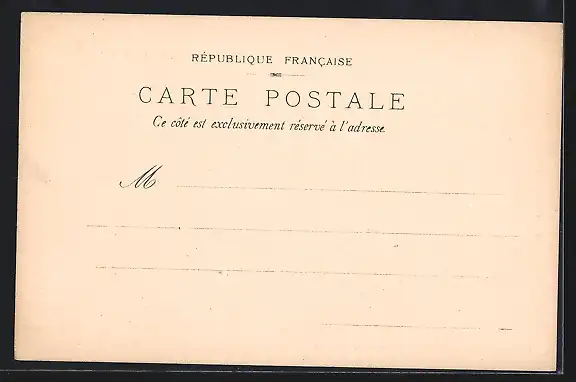 RÉPUBLIQUE FRANÇAISE
CARTE POSTALE
Ce côté est exclusivement réservé à l'adresse.
M